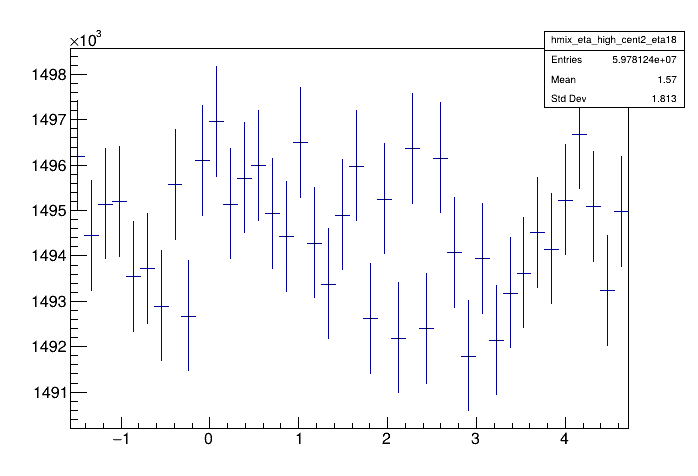 ×10³
hmix_eta_high_cent2_eta18
Entries 5.978124e+07
Mean 1.57
Std Dev 1.813
1498
1497
1496
1495
1494
1493
1492
1491
−1 0 1 2 3 4